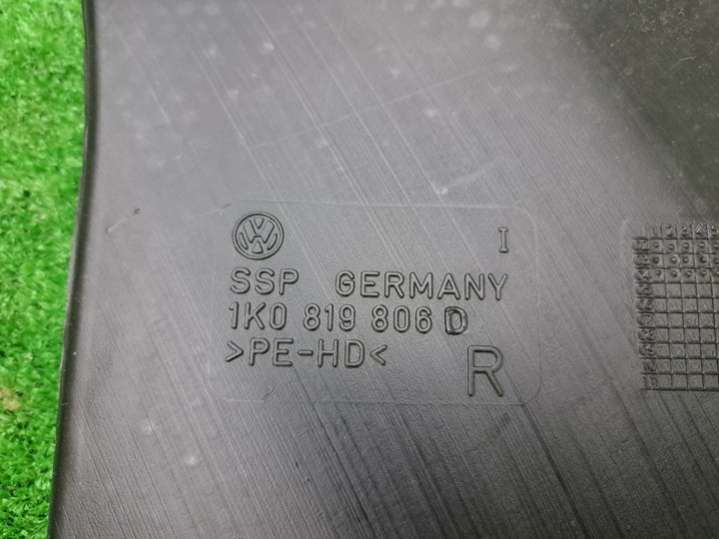 I
SSP GERMANY
1K0 819 806 D
>PE-HD<
R